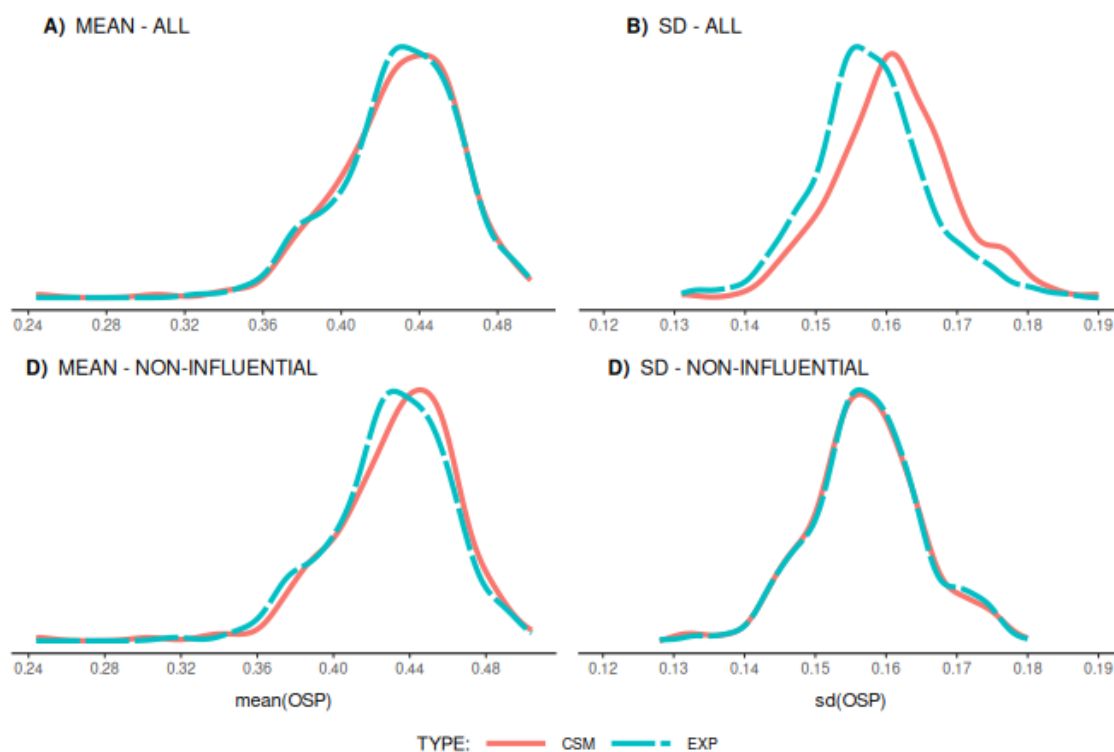 A) MEAN - ALL
B) SD - ALL
0.24 0.28 0.32 0.36 0.40 0.44 0.48
0.12 0.13 0.14 0.15 0.16 0.17 0.18 0.19
D) MEAN - NON-INFLUENTIAL
D) SD - NON-INFLUENTIAL
0.24 0.28 0.32 0.36 0.40 0.44 0.48
0.12 0.13 0.14 0.15 0.16 0.17 0.18 0.19
mean(OSP)
sd(OSP)
TYPE: CSM EXP